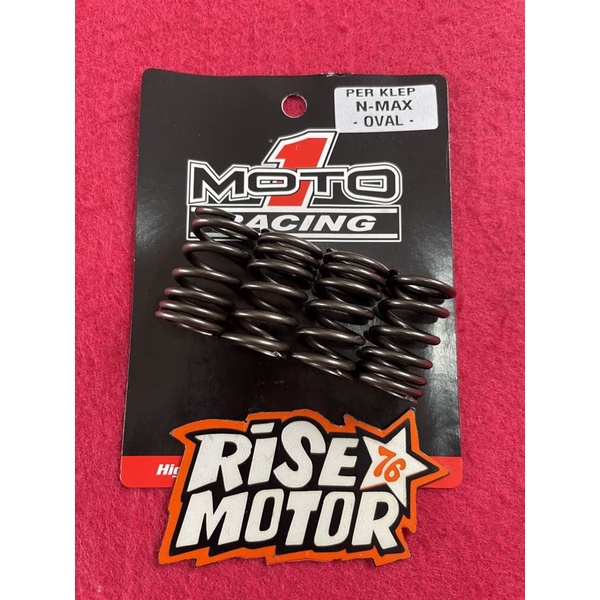 PER KLEP
N-MAX
- OVAL -
1
MOTO
RACING
Hig
RiSE
76
MOTOR